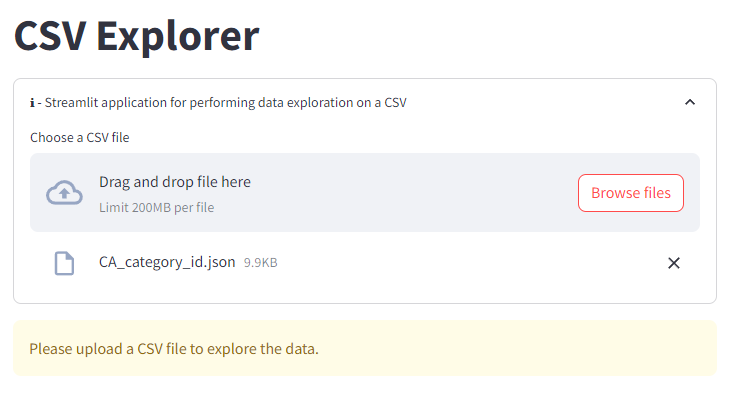 CSV Explorer
ℹ - Streamlit application for performing data exploration on a CSV
Choose a CSV file
Drag and drop file here
Limit 200MB per file
Browse files
CA_category_id.json 9.9KB
Please upload a CSV file to explore the data.